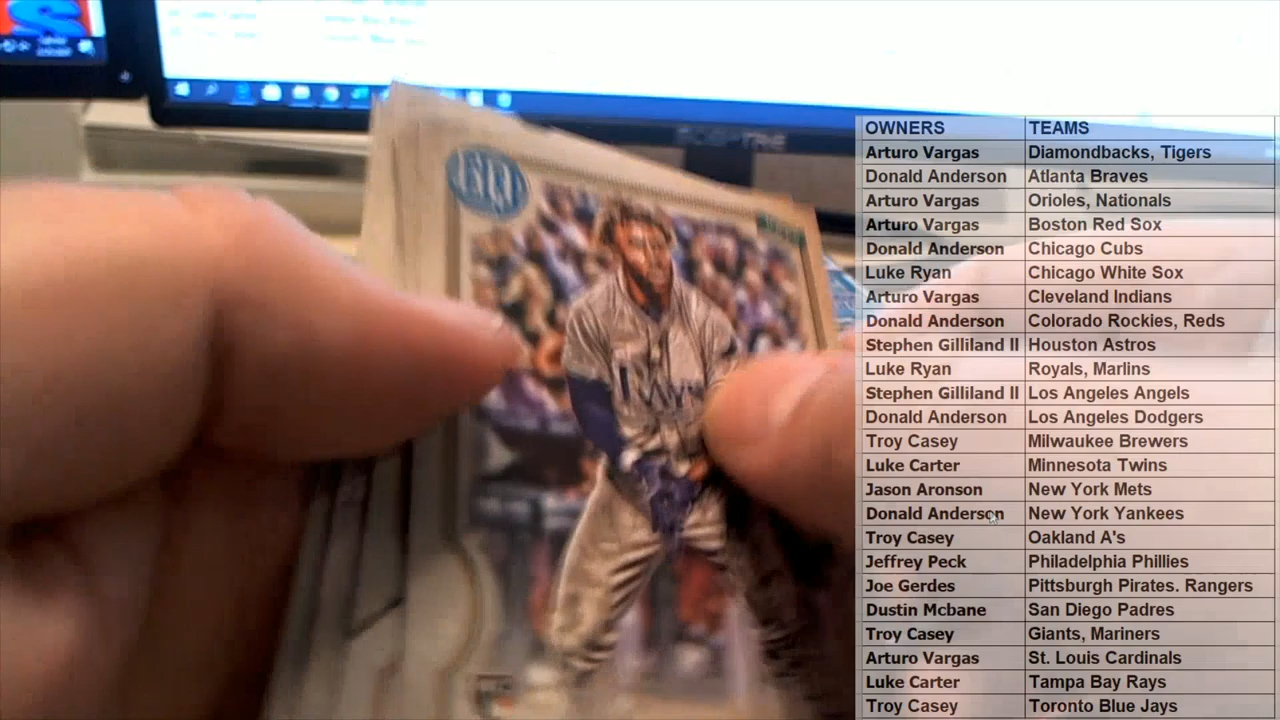 OWNERS TEAMS
Arturo Vargas Diamondbacks, Tigers
Donald Anderson Atlanta Braves
Arturo Vargas Orioles, Nationals
Arturo Vargas Boston Red Sox
Donald Anderson Chicago Cubs
Luke Ryan Chicago White Sox
Arturo Vargas Cleveland Indians
Donald Anderson Colorado Rockies, Reds
Stephen Gilliland II Houston Astros
Luke Ryan Royals, Marlins
Stephen Gilliland II Los Angeles Angels
Donald Anderson Los Angeles Dodgers
Troy Casey Milwaukee Brewers
Luke Carter Minnesota Twins
Jason Aronson New York Mets
Donald Anderson New York Yankees
Troy Casey Oakland A's
Jeffrey Peck Philadelphia Phillies
Joe Gerdes Pittsburgh Pirates. Rangers
Dustin Mcbane San Diego Padres
Troy Casey Giants, Mariners
Arturo Vargas St. Louis Cardinals
Luke Carter Tampa Bay Rays
Troy Casey Toronto Blue Jays